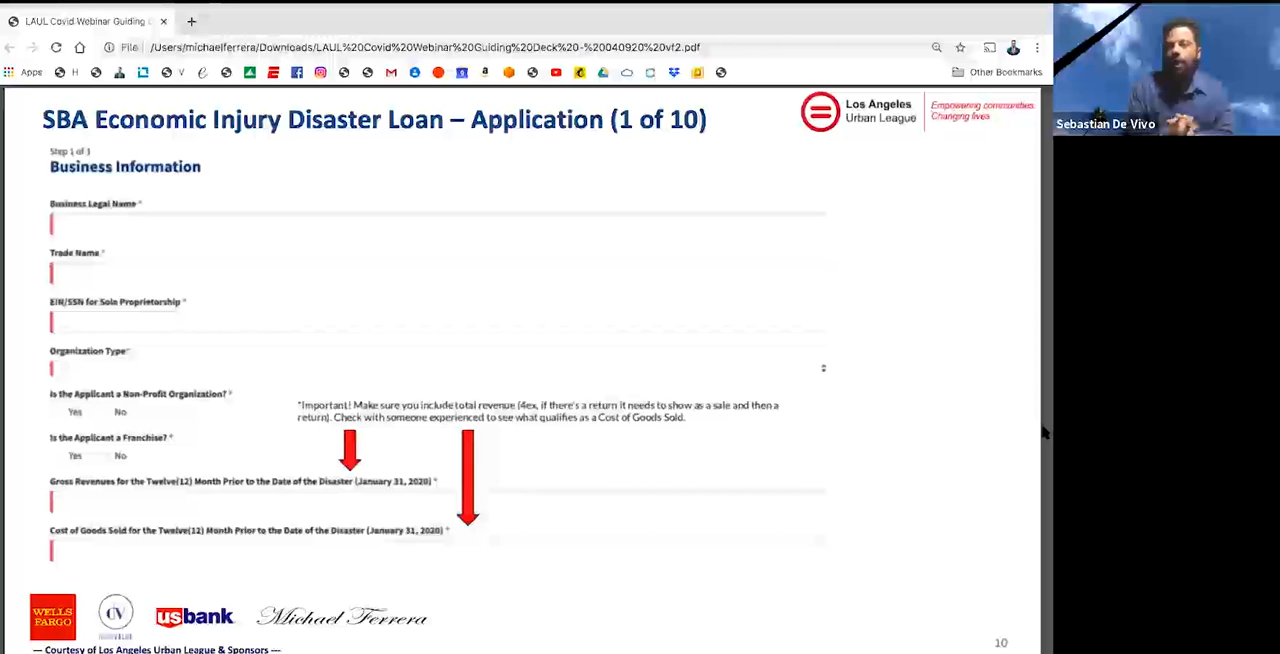 LAUL Covid Webinar Guiding
File
/Users/michaelferrera/Downloads/LAUL%20Covid%20Webinar%20Guiding%20Deck%20-%20040920%20vf2.pdf
Apps
Other Bookmarks
SBA Economic Injury Disaster Loan – Application (1 of 10)
Los Angeles
Urban League
Empowering communities.
Changing lives
Sebastian De Vivo
Step 1 of 3
Business Information
Business Legal Name *
Trade Name *
EIN/SSN for Sole Proprietorship *
Organization Type *
Is the Applicant a Non-Profit Organization? *
Yes No
*Important! Make sure you include total revenue (4ex, if there's a return it needs to show as a sale and then a
return). Check with someone experienced to see what qualifies as a Cost of Goods Sold.
Is the Applicant a Franchise? *
Yes No
Gross Revenues for the Twelve(12) Month Prior to the Date of the Disaster (January 31, 2020) *
Cost of Goods Sold for the Twelve(12) Month Prior to the Date of the Disaster (January 31, 2020) *
WELLS
FARGO
usbank
Michael Ferrera
— Courtesy of Los Angeles Urban League & Sponsors —
10